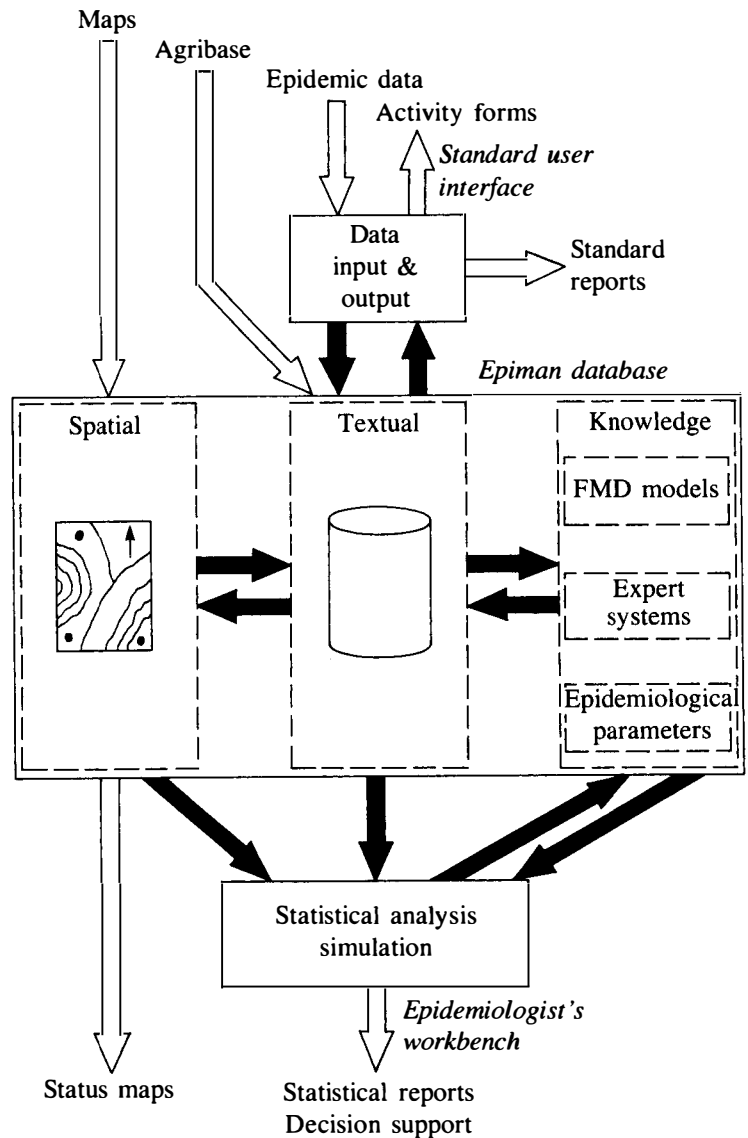 Maps
Agribase
Epidemic data
Activity forms
Standard user
interface
Data
input &
output
Standard
reports
Epiman database
Spatial
Textual
Knowledge
FMD models
Expert
systems
Epidemiological
parameters
Statistical analysis
simulation
Epidemiologist's
workbench
Status maps
Statistical reports
Decision support